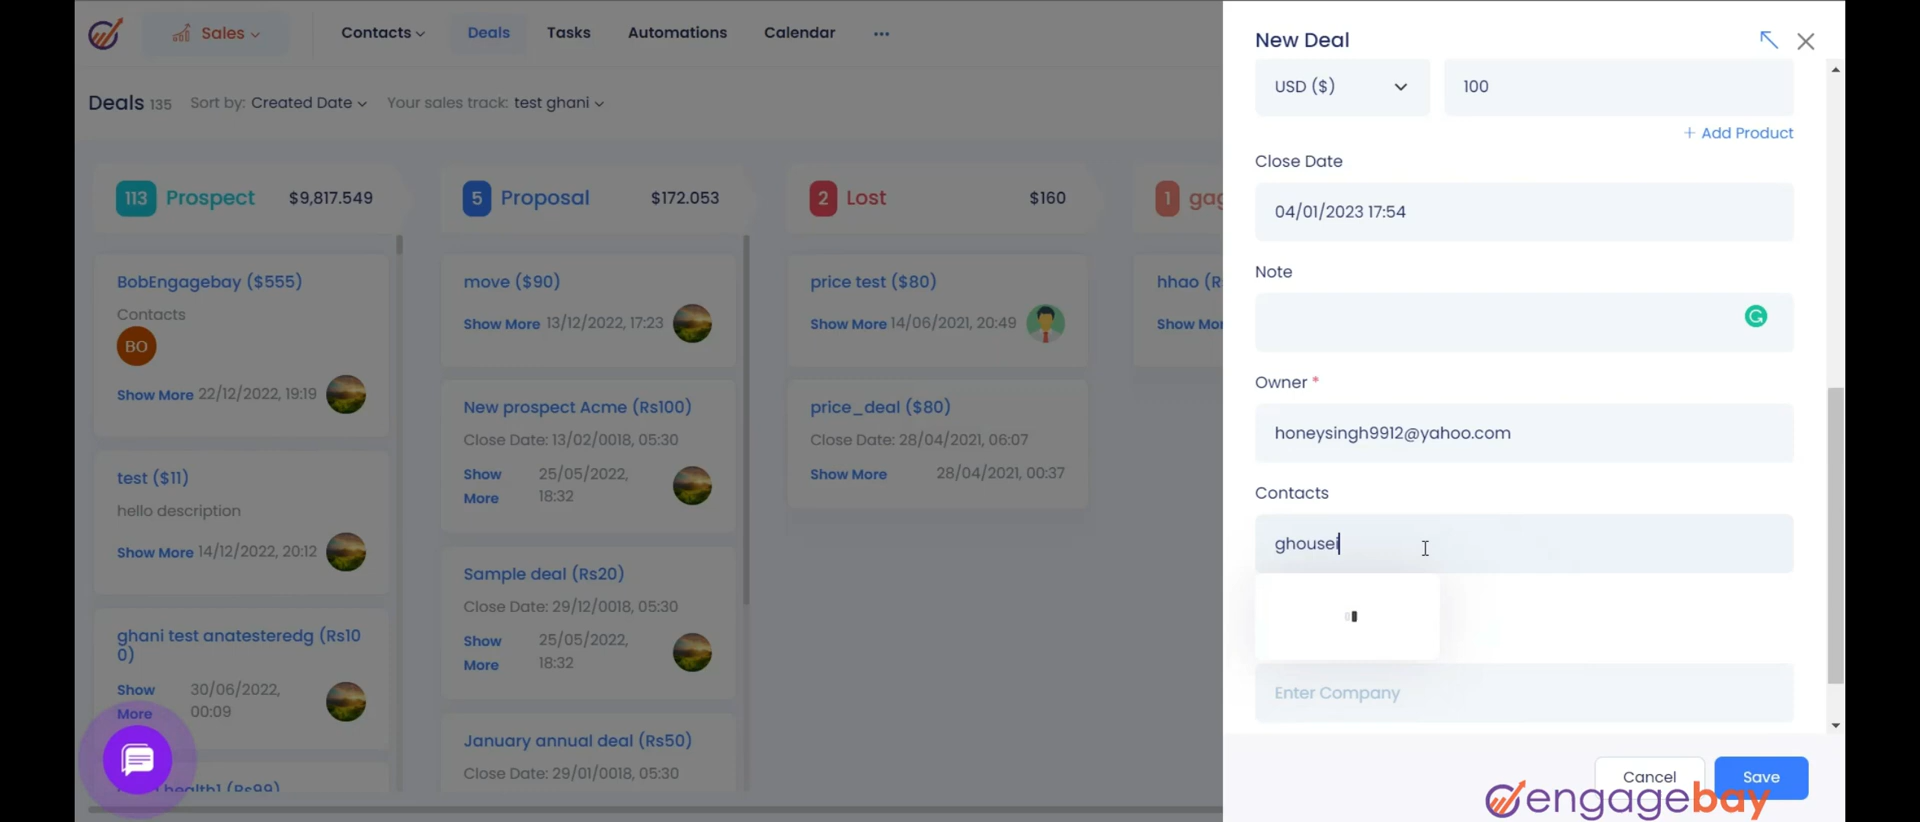 Sales
Contacts
Deals
Tasks
Automations
Calendar
Deals 135
Sort by: Created Date
Your sales track: test ghani
113 Prospect $9,817.549
BobEngagebay ($555)
Contacts
BO
Show More 22/12/2022, 19:19
test ($11)
hello description
Show More 14/12/2022, 20:12
ghani test anatesteredg (Rs10
0)
Show More 30/06/2022, 00:09
health1 (Rs99)
5 Proposal $172.053
move ($90)
Show More 13/12/2022, 17:23
New prospect Acme (Rs100)
Close Date: 13/02/0018, 05:30
Show More 25/05/2022, 18:32
Sample deal (Rs20)
Close Date: 29/12/0018, 05:30
Show More 25/05/2022, 18:32
January annual deal (Rs50)
Close Date: 29/01/0018, 05:30
2 Lost $160
price test ($80)
Show More 14/06/2021, 20:49
price_deal ($80)
Close Date: 28/04/2021, 06:07
Show More 28/04/2021, 00:37
1 gag
hhao (R
Show Mor
New Deal
USD ($)
100
+ Add Product
Close Date
04/01/2023 17:54
Note
Owner *
honeysingh9912@yahoo.com
Contacts
ghousei
Enter Company
Cancel
Save
engagebay